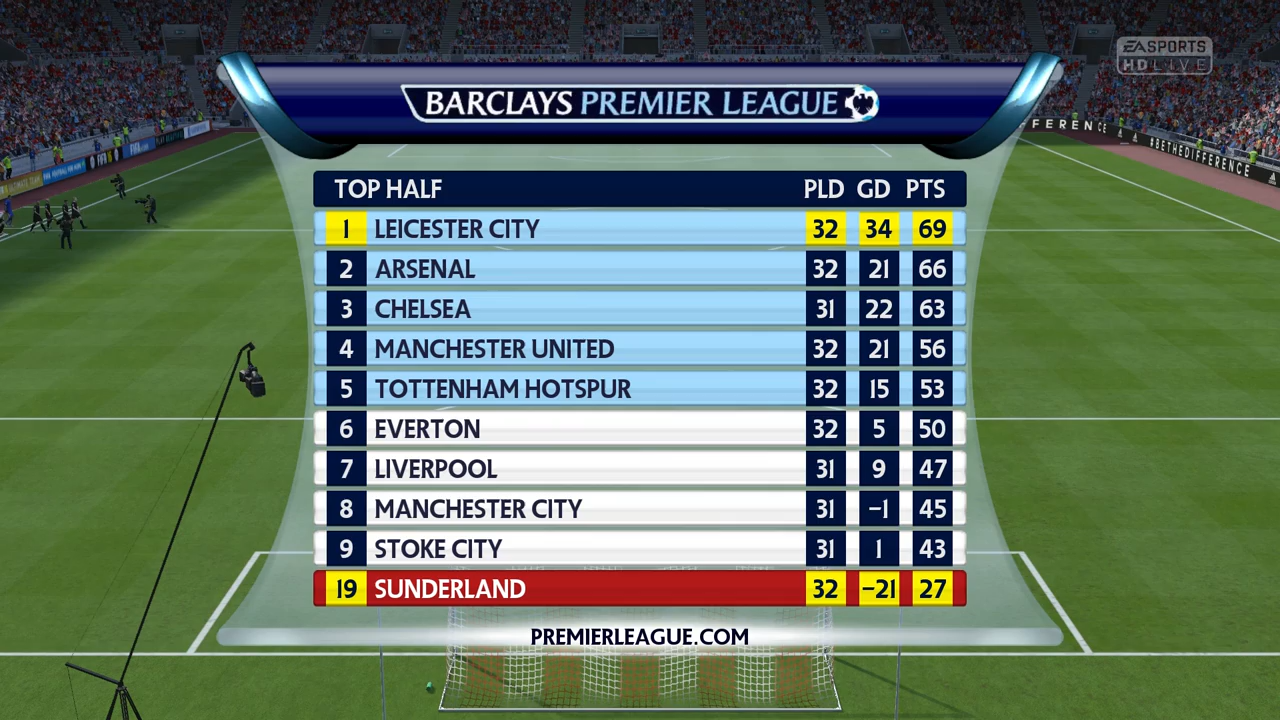 EA SPORTS
HD LIVE
BARCLAYS PREMIER LEAGUE
FERENCE
#BETHEDIFFERENCE
TOP HALF PLD GD PTS
1 LEICESTER CITY 32 34 69
2 ARSENAL 32 21 66
3 CHELSEA 31 22 63
4 MANCHESTER UNITED 32 21 56
5 TOTTENHAM HOTSPUR 32 15 53
6 EVERTON 32 5 50
7 LIVERPOOL 31 9 47
8 MANCHESTER CITY 31 -1 45
9 STOKE CITY 31 1 43
19 SUNDERLAND 32 -21 27
PREMIERLEAGUE.COM